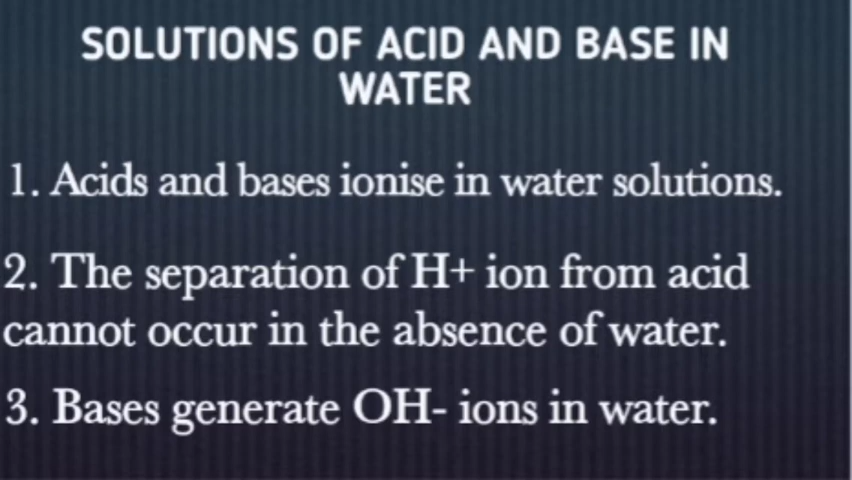 SOLUTIONS OF ACID AND BASE IN
WATER
1. Acids and bases ionise in water solutions.
2. The separation of H+ ion from acid
cannot occur in the absence of water.
3. Bases generate OH- ions in water.